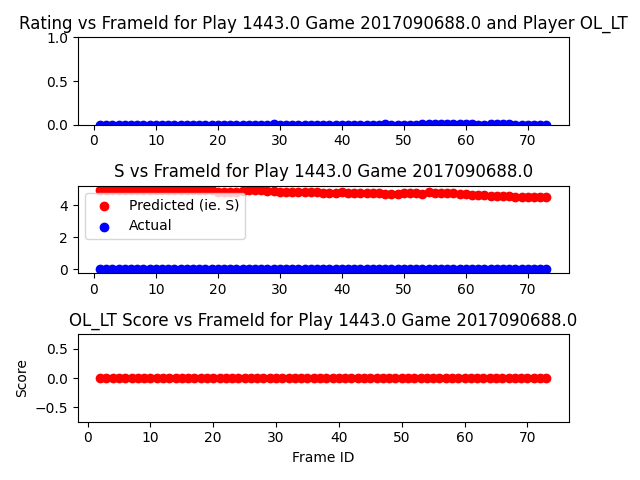 Rating vs FrameId for Play 1443.0 Game 2017090688.0 and Player OL_LT
1.0
0.5
0.0
0 10 20 30 40 50 60 70
S vs FrameId for Play 1443.0 Game 2017090688.0
4
2
0
Predicted (ie. S)
Actual
0 10 20 30 40 50 60 70
OL_LT Score vs FrameId for Play 1443.0 Game 2017090688.0
Score
0.5
0.0
−0.5
0 10 20 30 40 50 60 70
Frame ID